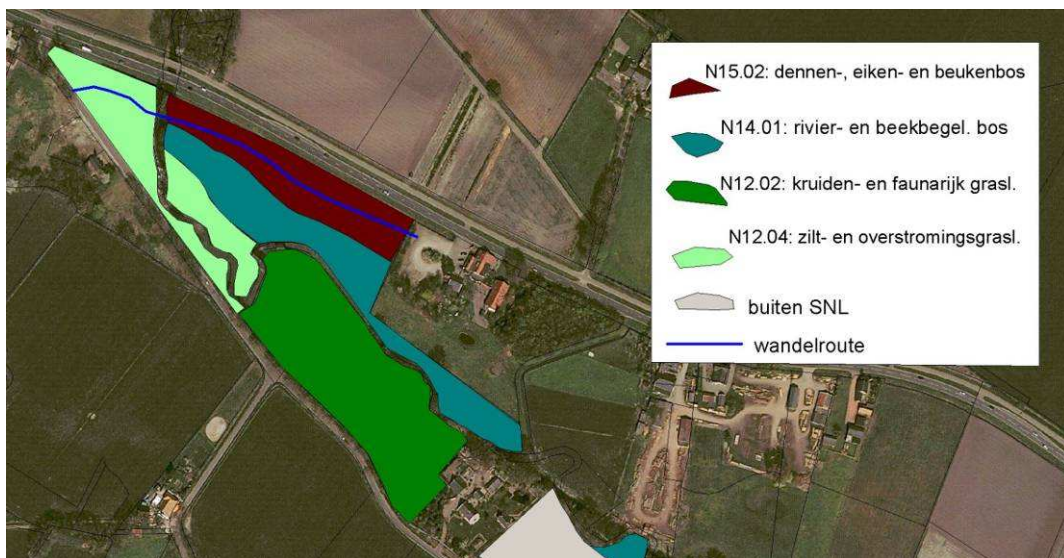 N15.02: dennen-, eiken- en beukenbos
N14.01: rivier- en beekbegel. bos
N12.02: kruiden- en faunarijk grasl.
N12.04: zilt- en overstromingsgrasl.
buiten SNL
wandelroute